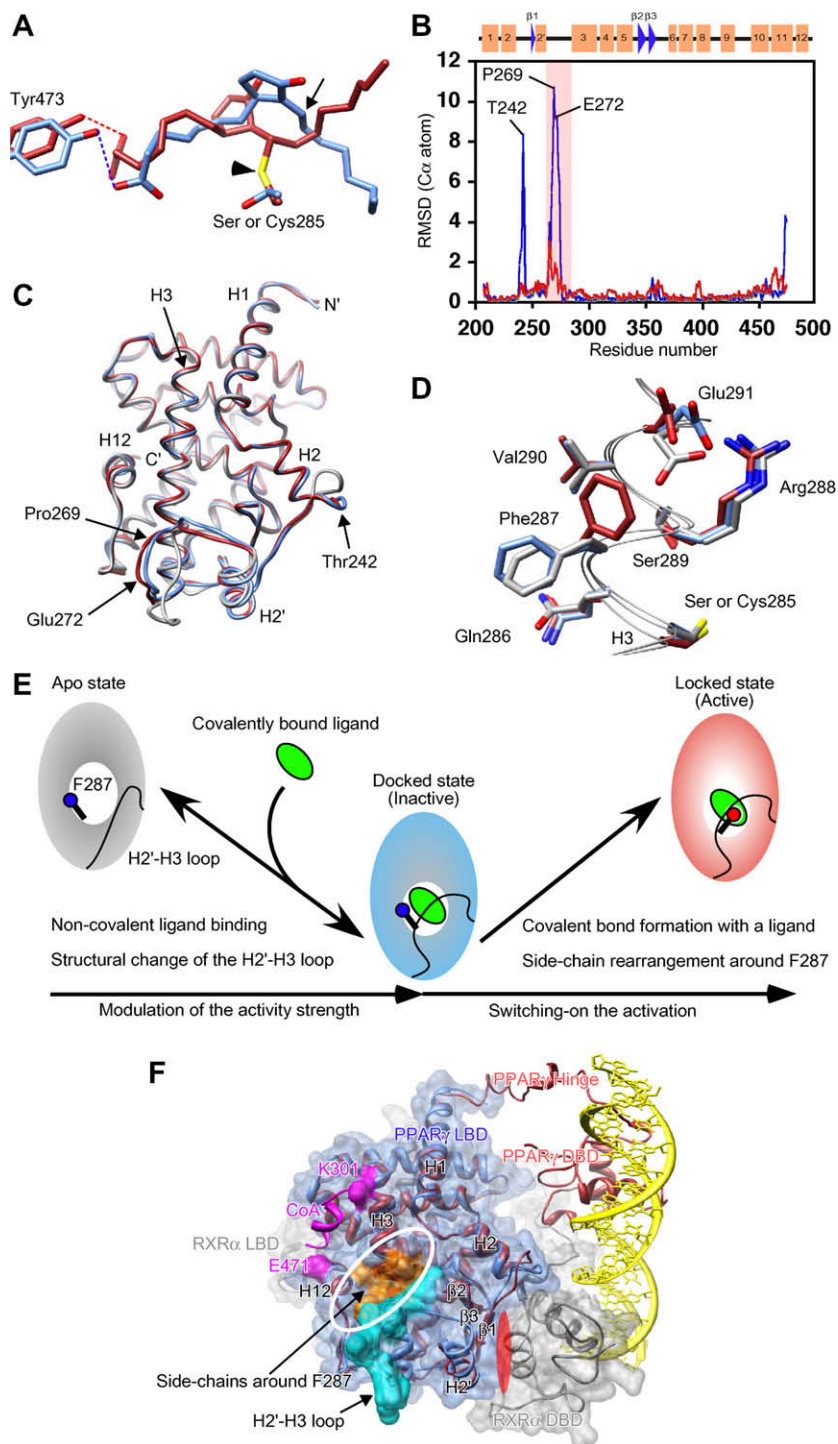 A
Tyr473
Ser or Cys285
B
β1
β2 β3
1 2 2' 3 4 5 6 7 8 9 10 11 12
12
10
8
6
4
2
0
RMSD (Cα atom)
P269
T242
E272
200 250 300 350 400 450 500
Residue number
C
H3
H1
N'
H12
C'
H2
Pro269
Thr242
Glu272
H2'
D
Glu291
Val290
Arg288
Phe287
Ser289
Ser or Cys285
Gln286
H3
E
Apo state
F287
H2'-H3 loop
Covalently bound ligand
Docked state
(Inactive)
Locked state
(Active)
Non-covalent ligand binding
Structural change of the H2'-H3 loop
Covalent bond formation with a ligand
Side-chain rearrangement around F287
Modulation of the activity strength
Switching-on the activation
F
PPARγ Hinge
PPARγ LBD
PPARγ DBD
K301
H1
CoA
H3
RXRα LBD
H2
E471
H12
β2
β3
β1
Side-chains around F287
H2'
H2'-H3 loop
RXRα DBD